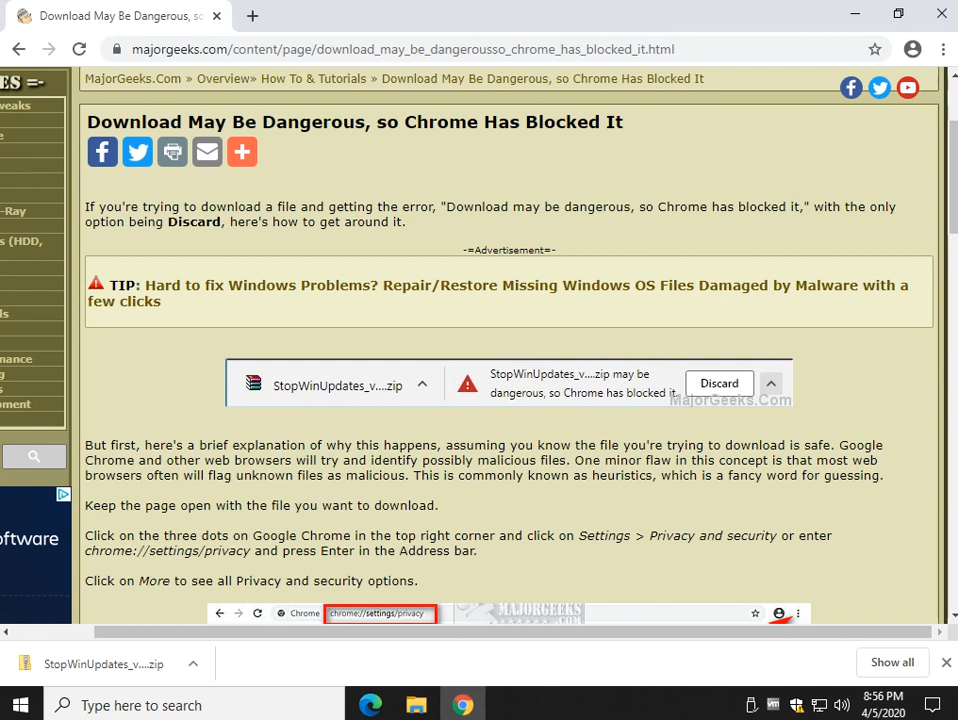 Download May Be Dangerous, so
majorgeeks.com/content/page/download_may_be_dangerousso_chrome_has_blocked_it.html
ES =-
weaks
e
-Ray
s (HDD,
ls
nance
g
s
oment
oftware
MajorGeeks.Com » Overview» How To & Tutorials » Download May Be Dangerous, so Chrome Has Blocked It
Download May Be Dangerous, so Chrome Has Blocked It
If you're trying to download a file and getting the error, "Download may be dangerous, so Chrome has blocked it," with the only
option being Discard, here's how to get around it.
-=Advertisement=-
TIP: Hard to fix Windows Problems? Repair/Restore Missing Windows OS Files Damaged by Malware with a
few clicks
StopWinUpdates_v....zip
StopWinUpdates_v....zip may be
dangerous, so Chrome has blocked it.
Discard
MajorGeeks.Com
But first, here's a brief explanation of why this happens, assuming you know the file you're trying to download is safe. Google
Chrome and other web browsers will try and identify possibly malicious files. One minor flaw in this concept is that most web
browsers often will flag unknown files as malicious. This is commonly known as heuristics, which is a fancy word for guessing.
Keep the page open with the file you want to download.
Click on the three dots on Google Chrome in the top right corner and click on Settings > Privacy and security or enter
chrome://settings/privacy and press Enter in the Address bar.
Click on More to see all Privacy and security options.
Chrome
chrome://settings/privacy
MAJORGEEKS
.COM
StopWinUpdates_v....zip
Show all
Type here to search
vm
8:56 PM
4/5/2020